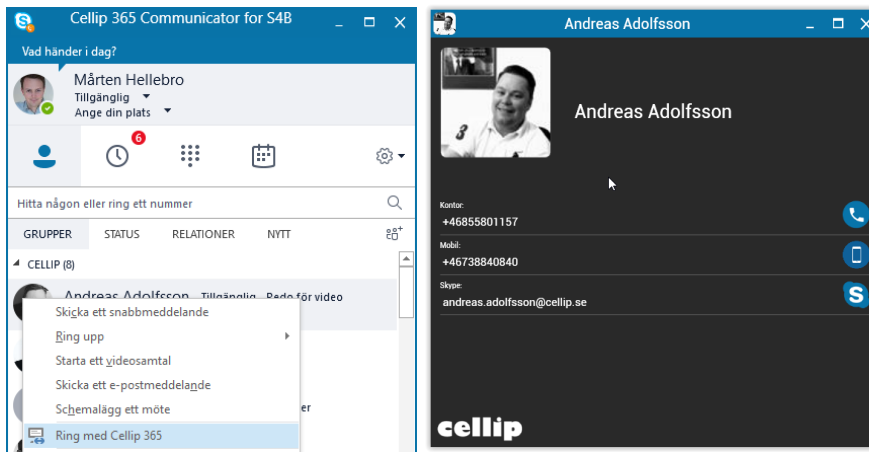 Cellip 365 Communicator for S4B
Vad händer i dag?
Mårten Hellebro
Tillgänglig
Ange din plats
6
Hitta någon eller ring ett nummer
GRUPPER STATUS RELATIONER NYTT
CELLIP (8)
Andreas Adolfsson Tillgänglig Redo för video
Skicka ett snabbmeddelande
Ring upp
Starta ett videosamtal
Skicka ett e-postmeddelande
Schemalägg ett möte
er
Ring med Cellip 365
Andreas Adolfsson
3
Andreas Adolfsson
Kontor:
+46855801157
Mobil:
+46738840840
Skype:
andreas.adolfsson@cellip.se
cellip